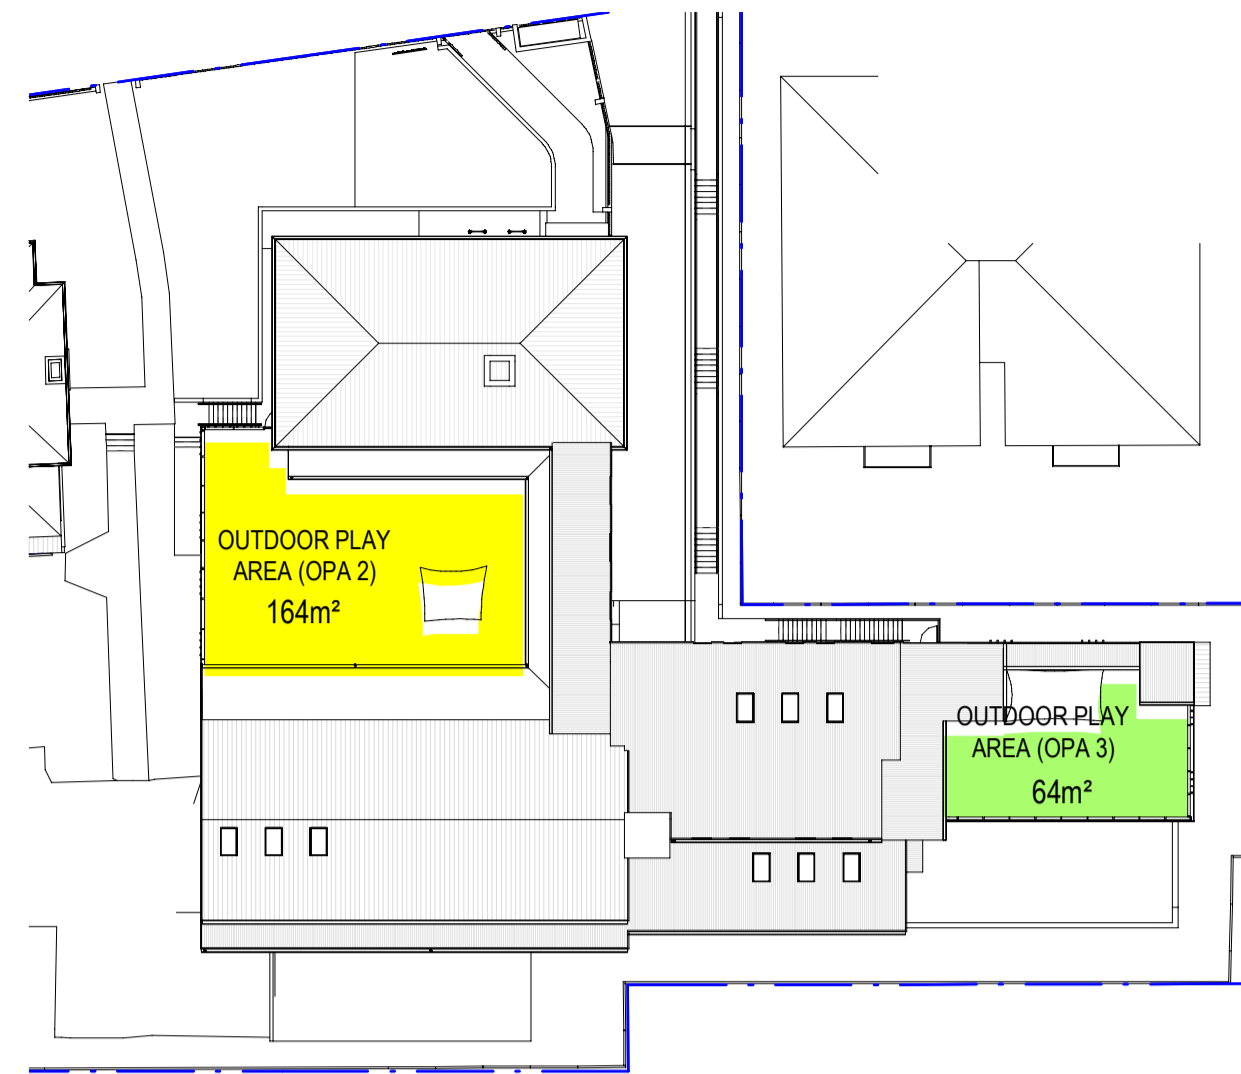 OUTDOOR PLAY
AREA (OPA 2)
164m²
OUTDOOR PLAY
AREA (OPA 3)
64m²